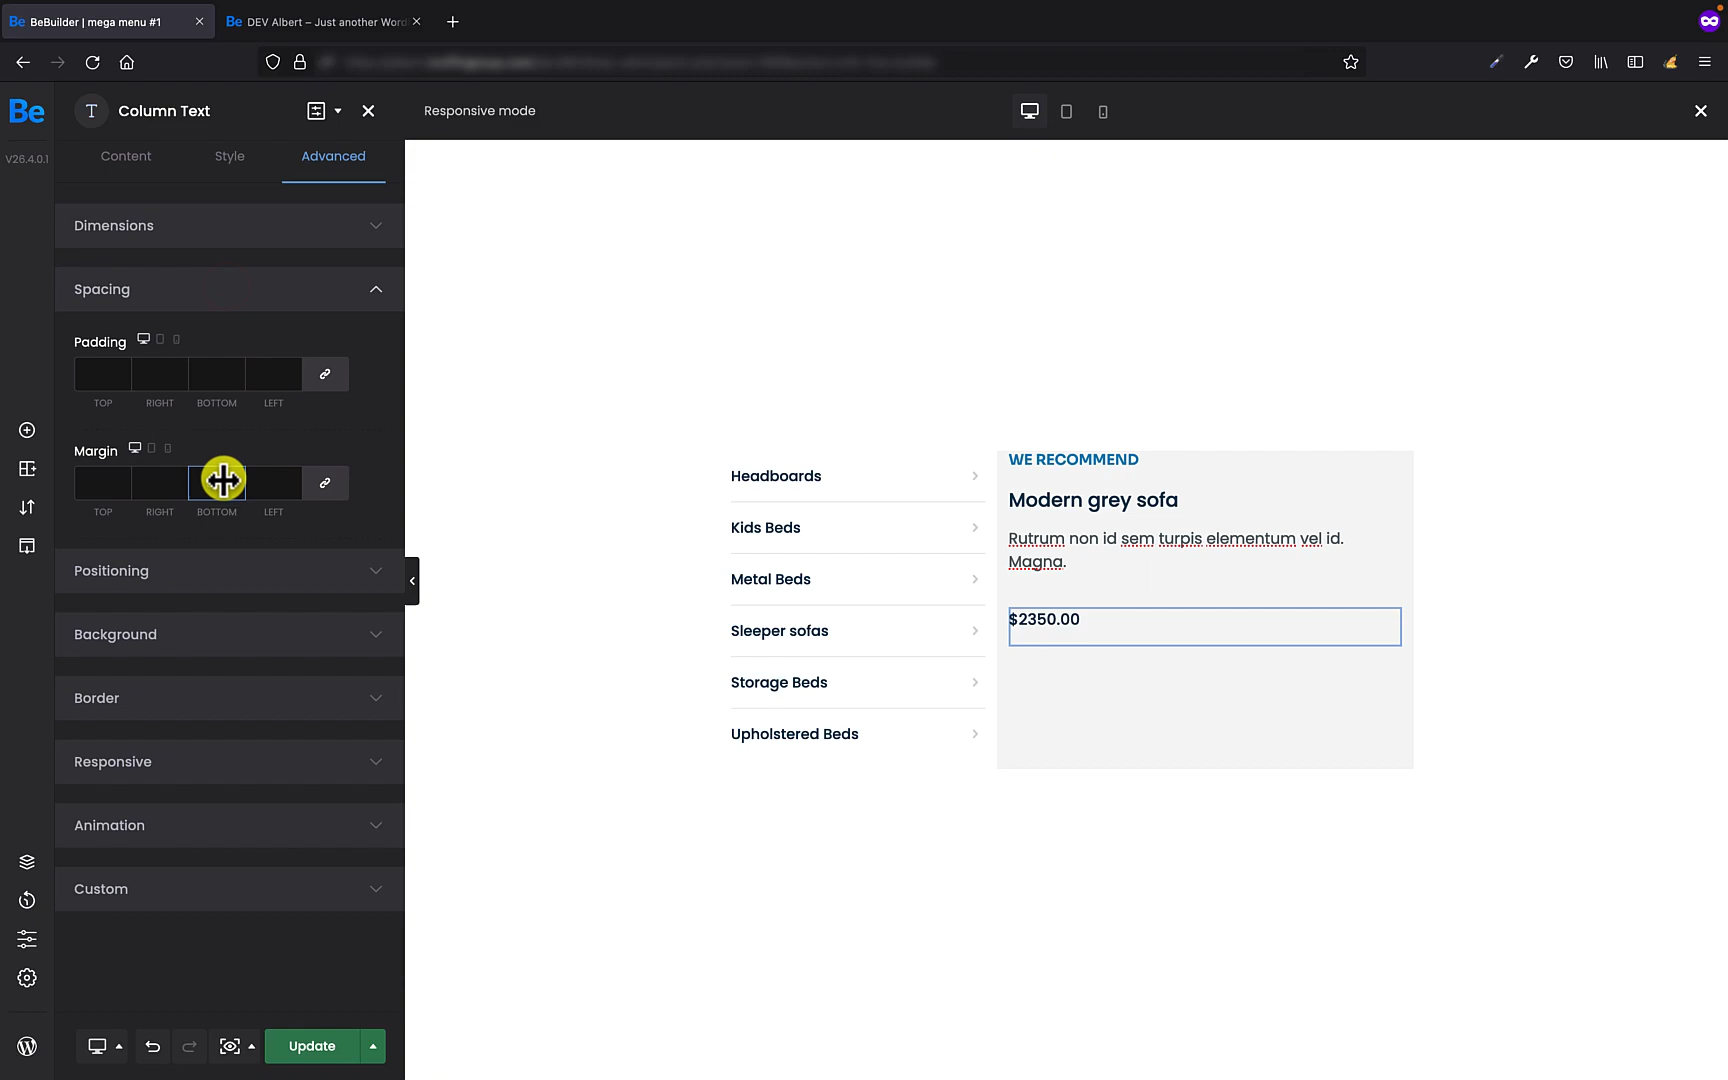 Be BeBuilder | mega menu #1
Be DEV Albert – Just another Word
Be
V26.4.0.1
T Column Text
Responsive mode
Content Style Advanced
Dimensions
Spacing
Padding
TOP RIGHT BOTTOM LEFT
Margin
TOP RIGHT BOTTOM LEFT
Positioning
Background
Border
Responsive
Animation
Custom
Update
Headboards
Kids Beds
Metal Beds
Sleeper sofas
Storage Beds
Upholstered Beds
WE RECOMMEND
Modern grey sofa
Rutrum non id sem turpis elementum vel id.
Magna.
$2350.00